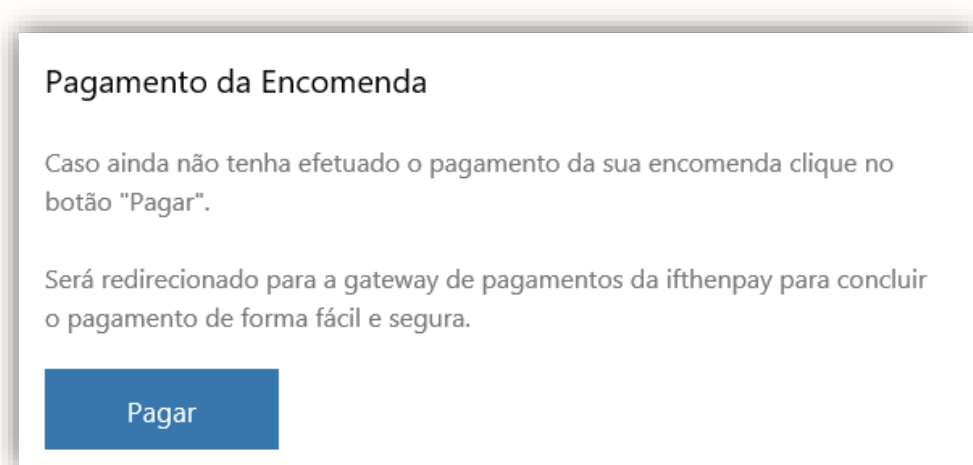 Pagamento da Encomenda
Caso ainda não tenha efetuado o pagamento da sua encomenda clique no
botão "Pagar".
Será redirecionado para a gateway de pagamentos da ifthenpay para concluir
o pagamento de forma fácil e segura.
Pagar